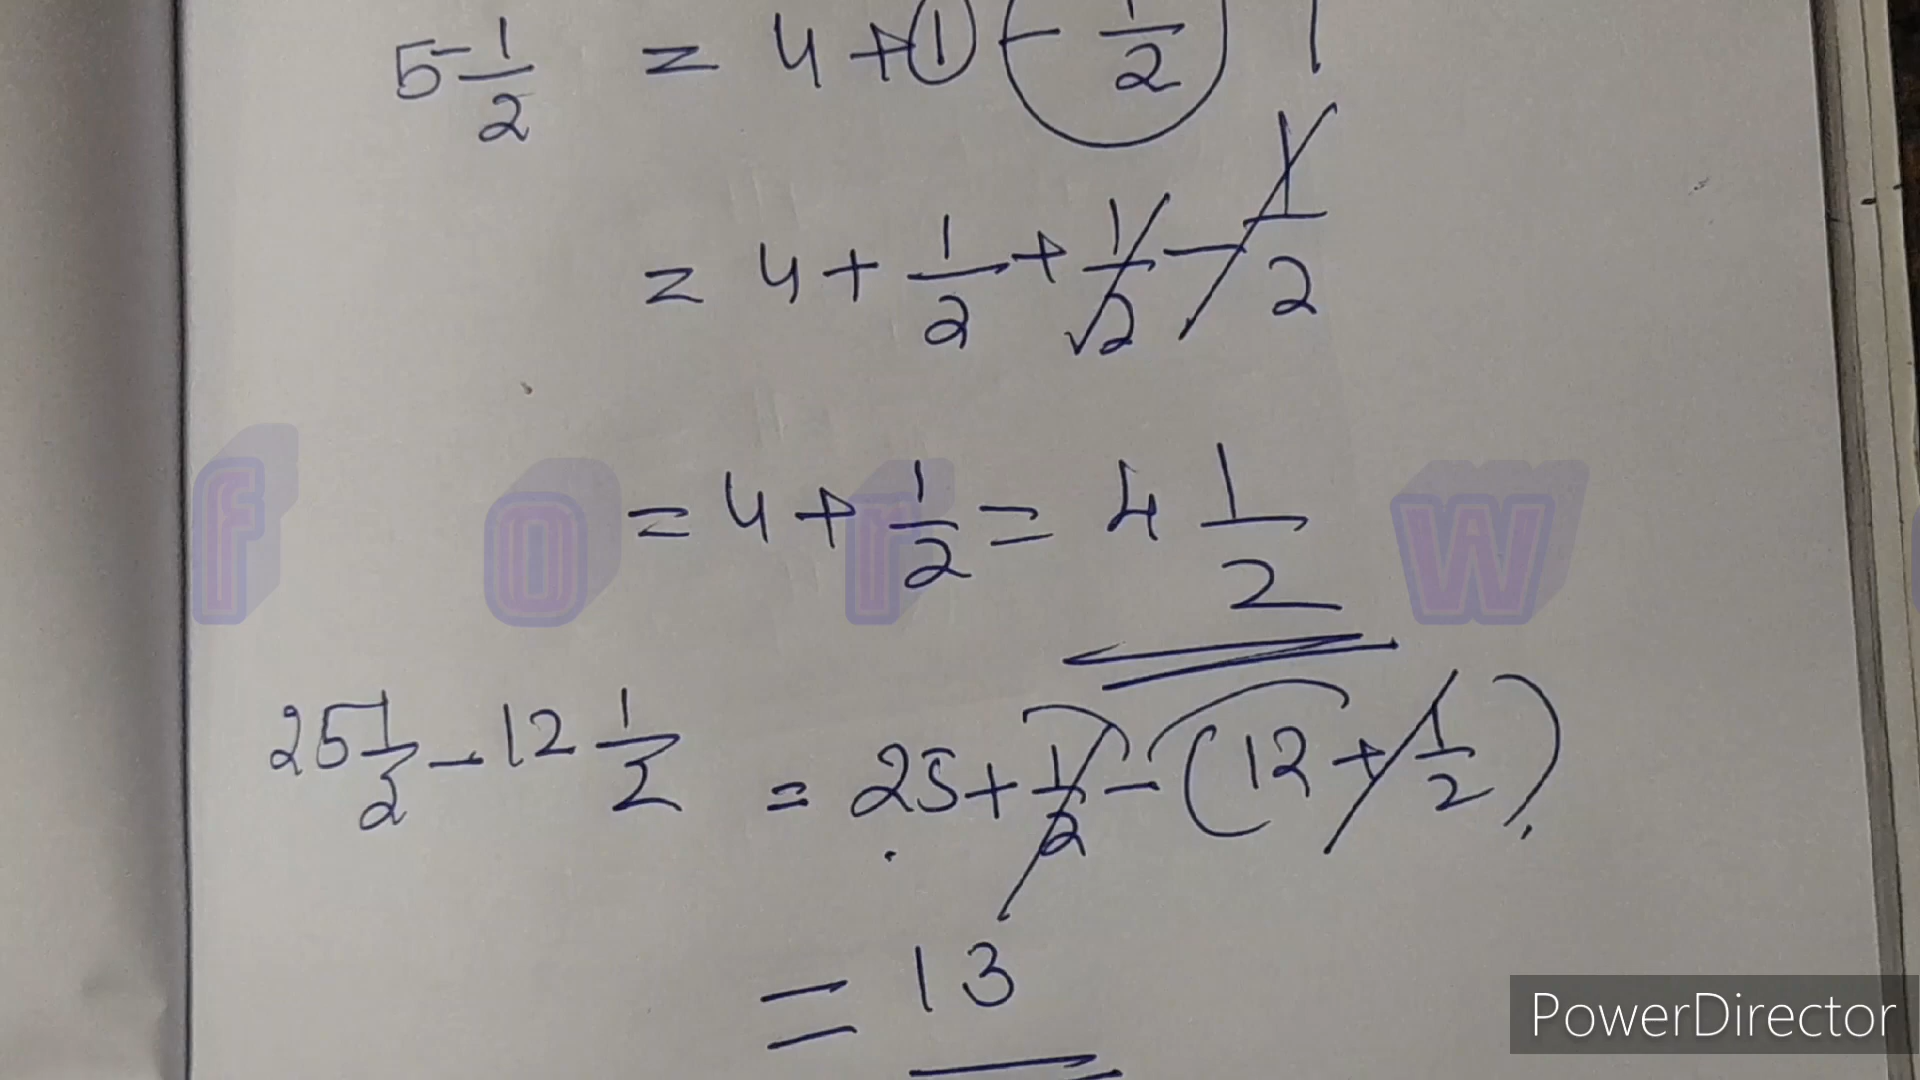 5 - 1/2 = 4 + 1 - 1/2
= 4 + 1/2 + 1/2 - 1/2
= 4 + 1/2 = 4 1/2
f o r w
25 1/2 - 12 1/2 = 25 + 1/2 - (12 + 1/2)
= 13
PowerDirector